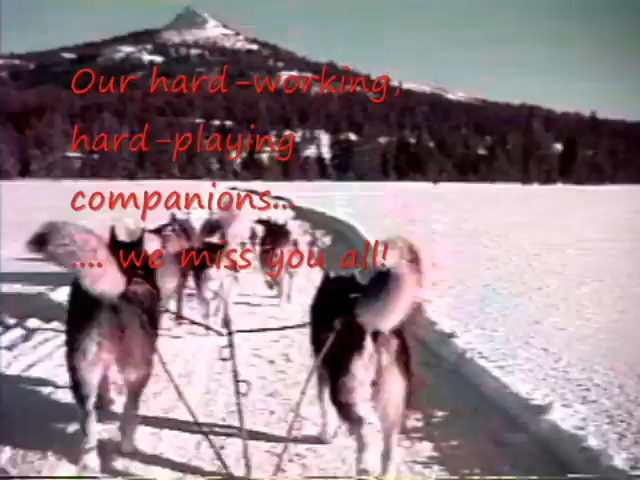 Our hard-working,
hard-playing
companions...
.... we miss you all!